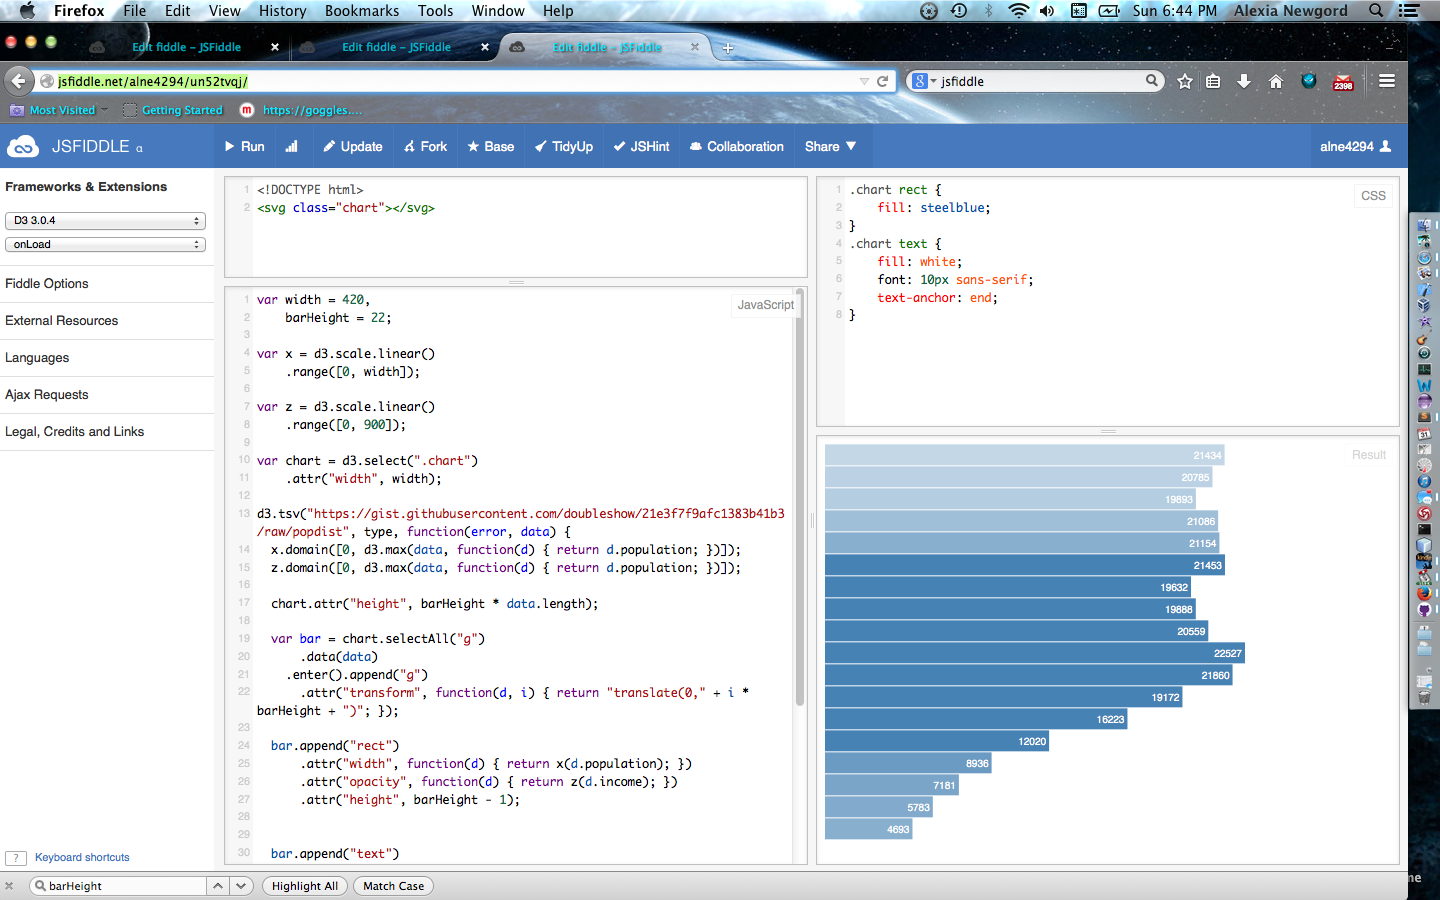 Firefox File Edit View History Bookmarks Tools Window Help Sun 6:44 PM Alexia Newgord
Edit fiddle – JSFiddle Edit fiddle – JSFiddle Edit fiddle – JSFiddle
jsfiddle.net/alne4294/un52tvqj/ jsfiddle 2398
Most Visited Getting Started https://goggles....
JSFIDDLE α Run Update Fork Base TidyUp JSHint Collaboration Share alne4294
Frameworks & Extensions
D3 3.0.4
onLoad
Fiddle Options
External Resources
Languages
Ajax Requests
Legal, Credits and Links
? Keyboard shortcuts
1 <!DOCTYPE html>
2 <svg class="chart"></svg>
JavaScript
1 var width = 420,
2 barHeight = 22;
3
4 var x = d3.scale.linear()
5 .range([0, width]);
6
7 var z = d3.scale.linear()
8 .range([0, 900]);
9
10 var chart = d3.select(".chart")
11 .attr("width", width);
12
13 d3.tsv("https://gist.githubusercontent.com/doubleshow/21e3f7f9afc1383b41b3
/raw/popdist", type, function(error, data) {
14 x.domain([0, d3.max(data, function(d) { return d.population; })]);
15 z.domain([0, d3.max(data, function(d) { return d.population; })]);
16
17 chart.attr("height", barHeight * data.length);
18
19 var bar = chart.selectAll("g")
20 .data(data)
21 .enter().append("g")
22 .attr("transform", function(d, i) { return "translate(0," + i *
barHeight + ")"; });
23
24 bar.append("rect")
25 .attr("width", function(d) { return x(d.population); })
26 .attr("opacity", function(d) { return z(d.income); })
27 .attr("height", barHeight - 1);
28
29
30 bar.append("text")
CSS
1 .chart rect {
2 fill: steelblue;
3 }
4 .chart text {
5 fill: white;
6 font: 10px sans-serif;
7 text-anchor: end;
8 }
Result
21434
20785
19893
21086
21154
21453
19632
19888
20559
22527
21860
19172
16223
12020
8936
7181
5783
4693
barHeight Highlight All Match Case